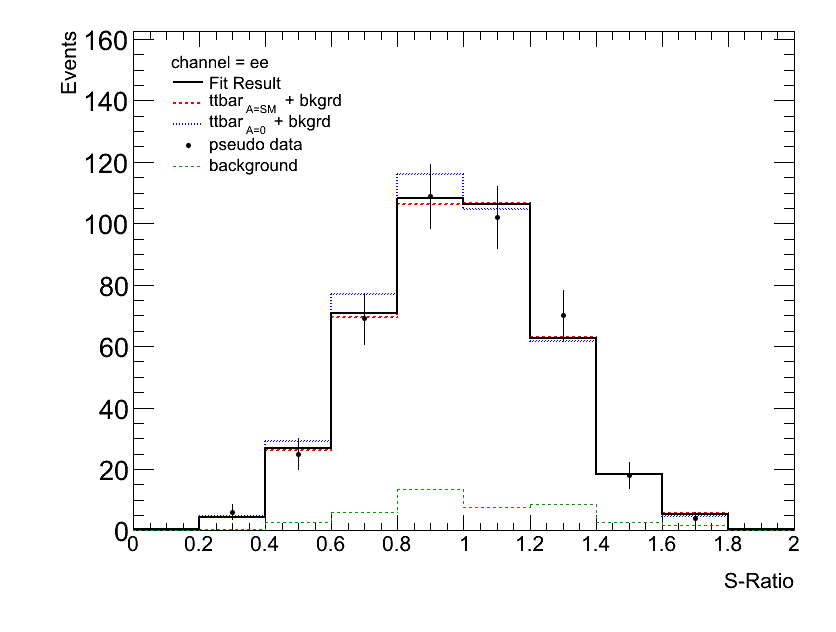 Events
160
140
120
100
80
60
40
20
0
channel = ee
Fit Result
ttbar A=SM + bkgrd
ttbar A=0 + bkgrd
pseudo data
background
0 0.2 0.4 0.6 0.8 1 1.2 1.4 1.6 1.8 2
S-Ratio